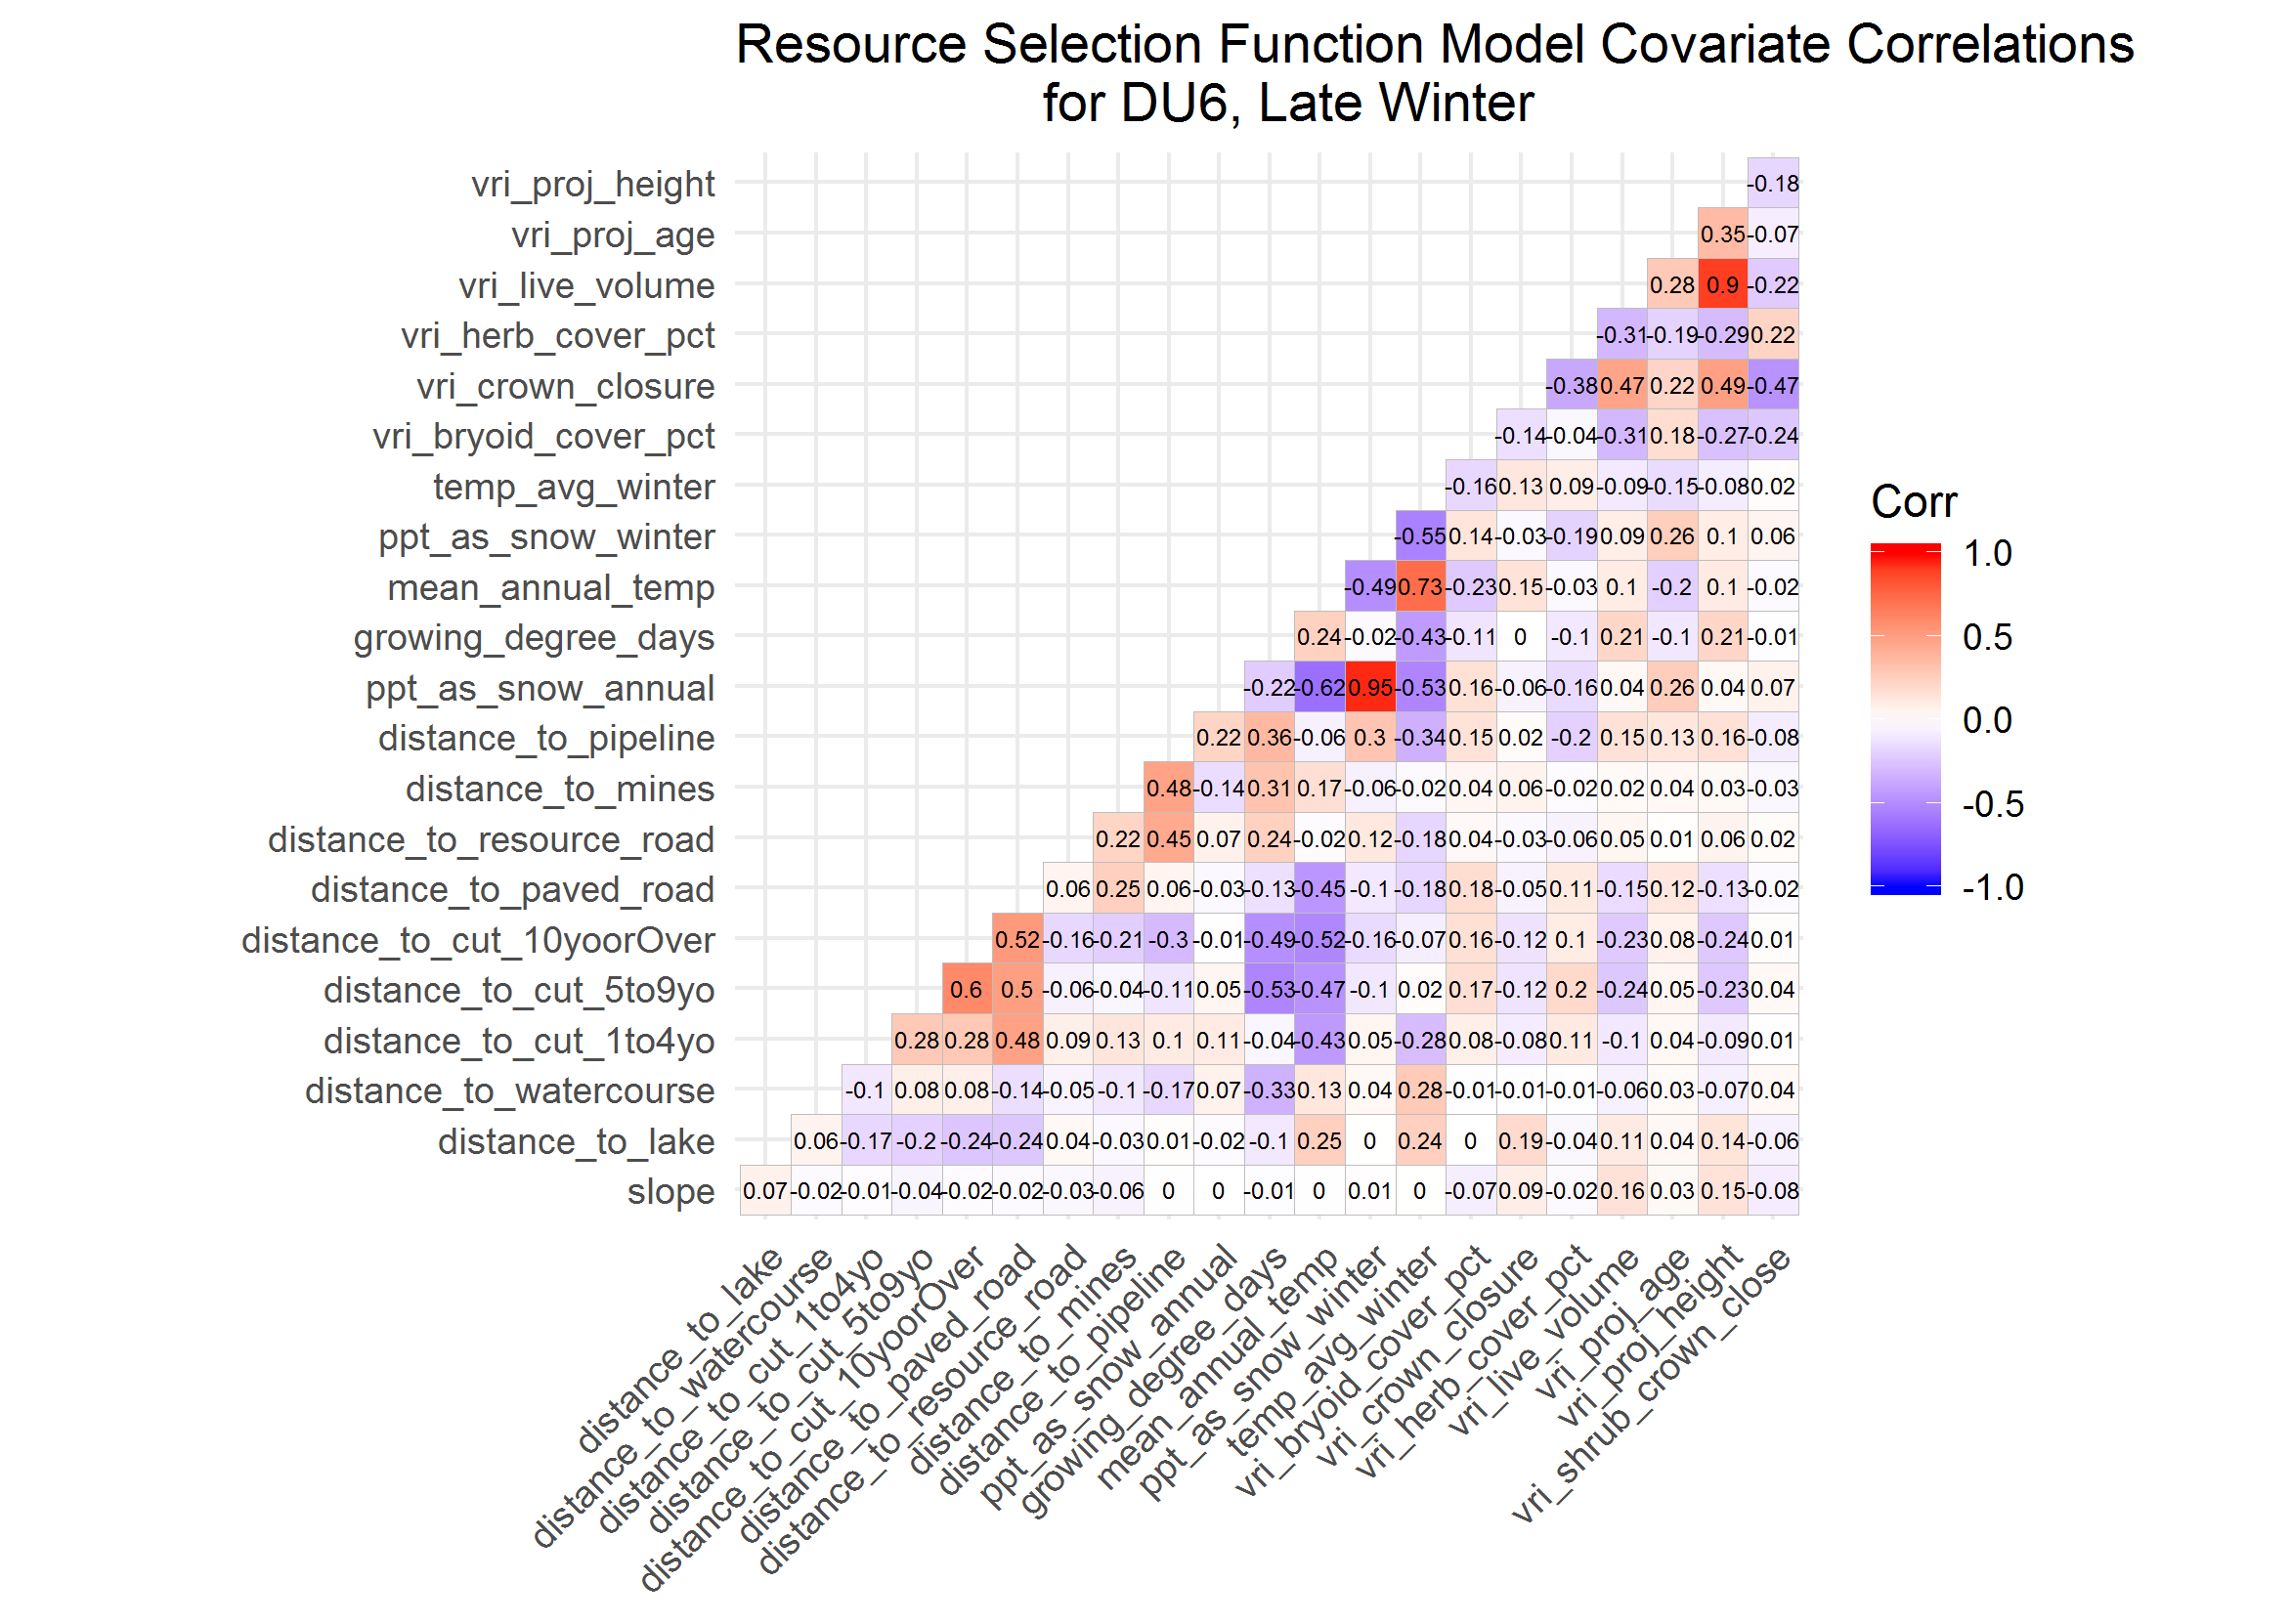 Resource Selection Function Model Covariate Correlations
for DU6, Late Winter
vri_proj_height -0.18
vri_proj_age 0.35 -0.07
vri_live_volume 0.28 0.9 -0.22
vri_herb_cover_pct -0.31 -0.19 -0.29 0.22
vri_crown_closure -0.38 0.47 0.22 0.49 -0.47
vri_bryoid_cover_pct -0.14 -0.04 -0.31 0.18 -0.27 -0.24
temp_avg_winter -0.16 0.13 0.09 -0.09 -0.15 -0.08 0.02
ppt_as_snow_winter -0.55 0.14 -0.03 -0.19 0.09 0.26 0.1 0.06
mean_annual_temp -0.49 0.73 -0.23 0.15 -0.03 0.1 -0.2 0.1 -0.02
growing_degree_days 0.24 -0.02 -0.43 -0.11 0 -0.1 0.21 -0.1 0.21 -0.01
ppt_as_snow_annual -0.22 -0.62 0.95 -0.53 0.16 -0.06 -0.16 0.04 0.26 0.04 0.07
distance_to_pipeline 0.22 0.36 -0.06 0.3 -0.34 0.15 0.02 -0.2 0.15 0.13 0.16 -0.08
distance_to_mines 0.48 -0.14 0.31 0.17 -0.06 -0.02 0.04 0.06 -0.02 0.02 0.04 0.03 -0.03
distance_to_resource_road 0.22 0.45 0.07 0.24 -0.02 0.12 -0.18 0.04 -0.03 -0.06 0.05 0.01 0.06 0.02
distance_to_paved_road 0.06 0.25 0.06 -0.03 -0.13 -0.45 -0.1 -0.18 0.18 -0.05 0.11 -0.15 0.12 -0.13 -0.02
distance_to_cut_10yoorOver 0.52 -0.16 -0.21 -0.3 -0.01 -0.49 -0.52 -0.16 -0.07 0.16 -0.12 0.1 -0.23 0.08 -0.24 0.01
distance_to_cut_5to9yo 0.6 0.5 -0.06 -0.04 -0.11 0.05 -0.53 -0.47 -0.1 0.02 0.17 -0.12 0.2 -0.24 0.05 -0.23 0.04
distance_to_cut_1to4yo 0.28 0.28 0.48 0.09 0.13 0.1 0.11 -0.04 -0.43 0.05 -0.28 0.08 -0.08 0.11 -0.1 0.04 -0.09 0.01
distance_to_watercourse -0.1 0.08 0.08 -0.14 -0.05 -0.1 -0.17 0.07 -0.33 0.13 0.04 0.28 -0.01 -0.01 -0.01 -0.06 0.03 -0.07 0.04
distance_to_lake 0.06 -0.17 -0.2 -0.24 -0.24 0.04 -0.03 0.01 -0.02 -0.1 0.25 0 0.24 0 0.19 -0.04 0.11 0.04 0.14 -0.06
slope 0.07 -0.02 -0.01 -0.04 -0.02 -0.02 -0.03 -0.06 0 0 -0.01 0 0.01 0 -0.07 0.09 -0.02 0.16 0.03 0.15 -0.08
distance_to_lake
distance_to_watercourse
distance_to_cut_1to4yo
distance_to_cut_5to9yo
distance_to_cut_10yoorOver
distance_to_paved_road
distance_to_resource_road
distance_to_mines
distance_to_pipeline
ppt_as_snow_annual
growing_degree_days
mean_annual_temp
ppt_as_snow_winter
temp_avg_winter
vri_bryoid_cover_pct
vri_crown_closure
vri_herb_cover_pct
vri_live_volume
vri_proj_age
vri_proj_height
vri_shrub_crown_close
Corr
1.0
0.5
0.0
-0.5
-1.0